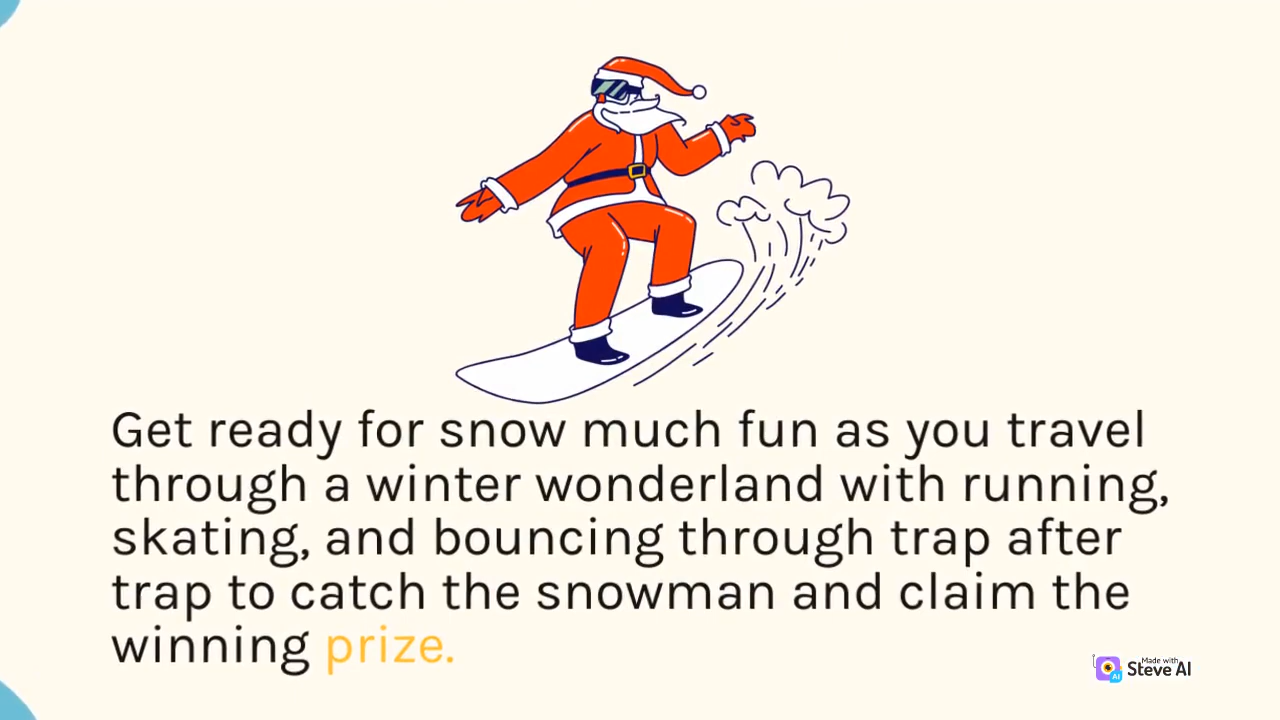 Get ready for snow much fun as you travel
through a winter wonderland with running,
skating, and bouncing through trap after
trap to catch the snowman and claim the
winning prize.
Made with
Steve AI
AI